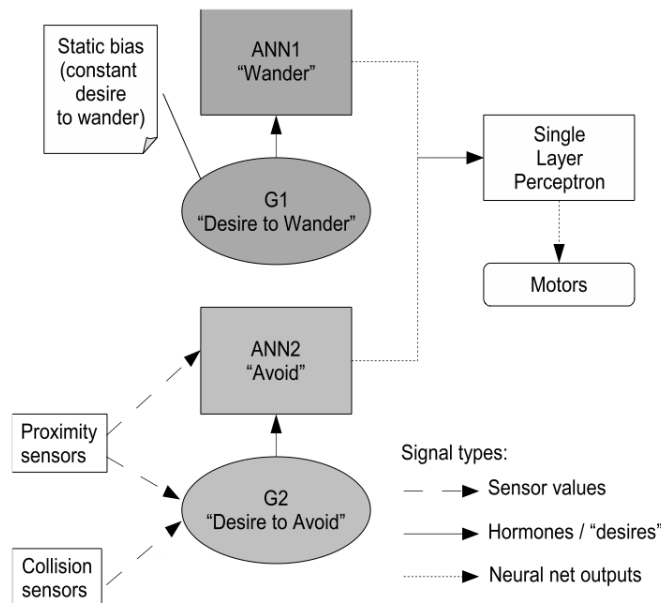 Static bias
(constant
desire
to wander)
ANN1
“Wander”
G1
“Desire to Wander”
Single
Layer
Perceptron
Motors
ANN2
“Avoid”
Proximity
sensors
G2
“Desire to Avoid”
Collision
sensors
Signal types:
Sensor values
Hormones / “desires”
Neural net outputs